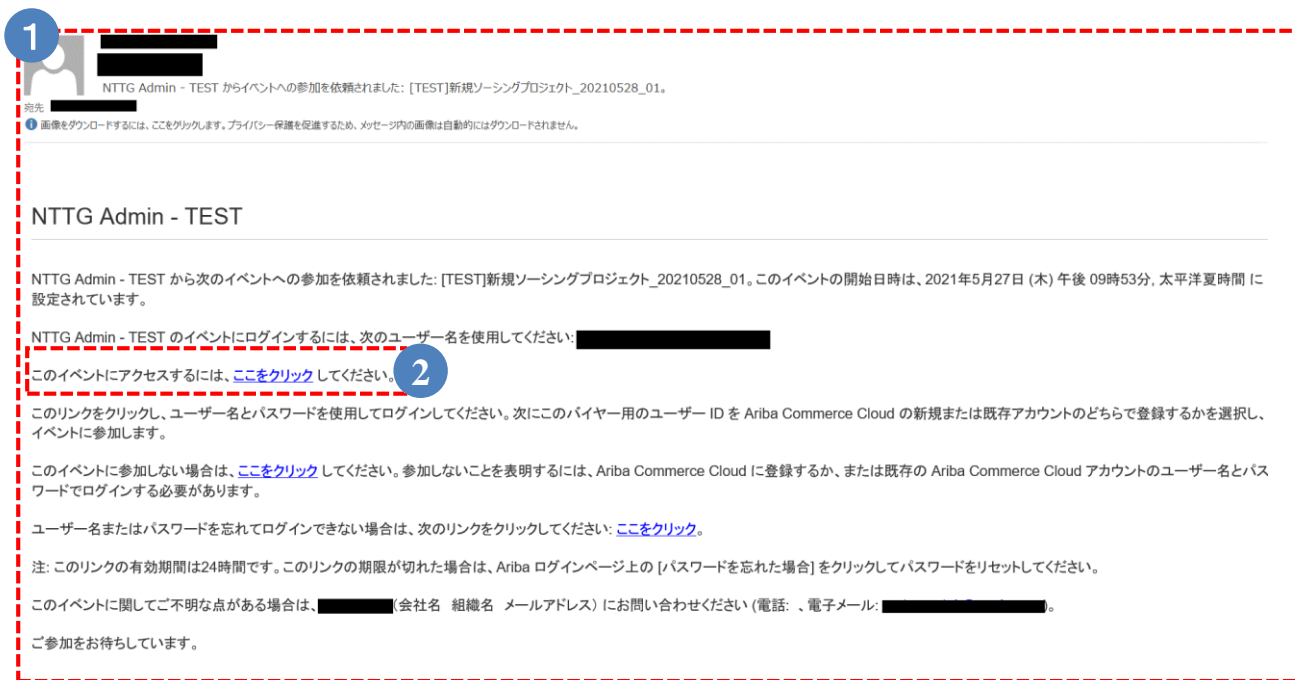 1
NTTG Admin - TEST からイベントへの参加を依頼されました: [TEST]新規ソーシングプロジェクト_20210528_01。
宛先
画像をダウンロードするには、ここをクリックします。プライバシー保護を促進するため、メッセージ内の画像は自動的にはダウンロードされません。
NTTG Admin - TEST
NTTG Admin - TEST から次のイベントへの参加を依頼されました: [TEST]新規ソーシングプロジェクト_20210528_01。このイベントの開始日時は、2021年5月27日 (木) 午後 09時53分, 太平洋夏時間 に
設定されています。
NTTG Admin - TEST のイベントにログインするには、次のユーザー名を使用してください:
このイベントにアクセスするには、ここをクリック してください。
2
このリンクをクリックし、ユーザー名とパスワードを使用してログインしてください。次にこのバイヤー用のユーザー ID を Ariba Commerce Cloud の新規または既存アカウントのどちらで登録するかを選択し、
イベントに参加します。
このイベントに参加しない場合は、ここをクリック してください。参加しないことを表明するには、Ariba Commerce Cloud に登録するか、または既存の Ariba Commerce Cloud アカウントのユーザー名とパス
ワードでログインする必要があります。
ユーザー名またはパスワードを忘れてログインできない場合は、次のリンクをクリックしてください: ここをクリック。
注: このリンクの有効期間は24時間です。このリンクの期限が切れた場合は、Ariba ログインページ上の [パスワードを忘れた場合] をクリックしてパスワードをリセットしてください。
このイベントに関してご不明な点がある場合は、(会社名 組織名 メールアドレス) にお問い合わせください (電話: 、電子メール: )。
ご参加をお待ちしています。